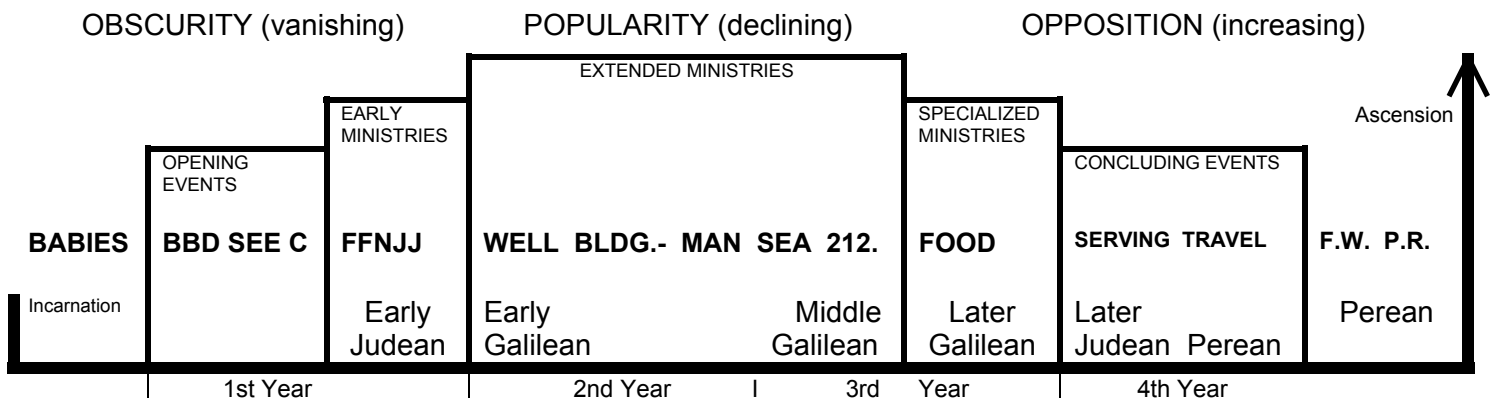 OBSCURITY (vanishing) POPULARITY (declining) OPPOSITION (increasing)
EXTENDED MINISTRIES
EARLY
MINISTRIES
SPECIALIZED
MINISTRIES
Ascension
OPENING
EVENTS
CONCLUDING EVENTS
BABIES BBD SEE C FFNJJ WELL BLDG.- MAN SEA 212. FOOD SERVING TRAVEL F.W. P.R.
Incarnation
Early
Judean
Early
Galilean
Middle
Galilean
Later
Galilean
Later
Judean Perean
Perean
1st Year 2nd Year I 3rd Year 4th Year